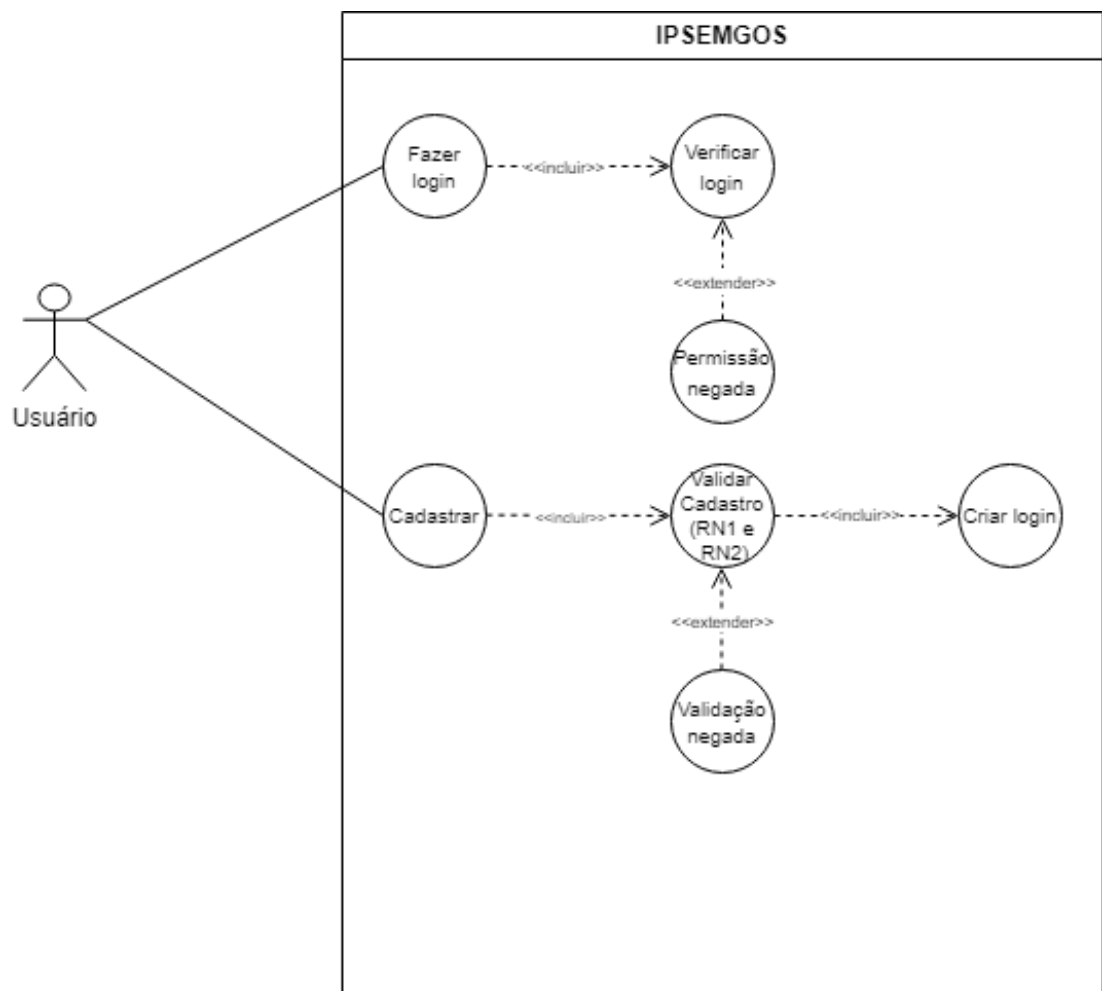 IPSEMGOS
Fazer
login
<<incluir>>
Verificar
login
<<extender>>
Permissão
negada
Usuário
Cadastrar
<<incluir>>
Validar
Cadastro
(RN1 e
RN2)
<<incluir>>
Criar login
<<extender>>
Validação
negada